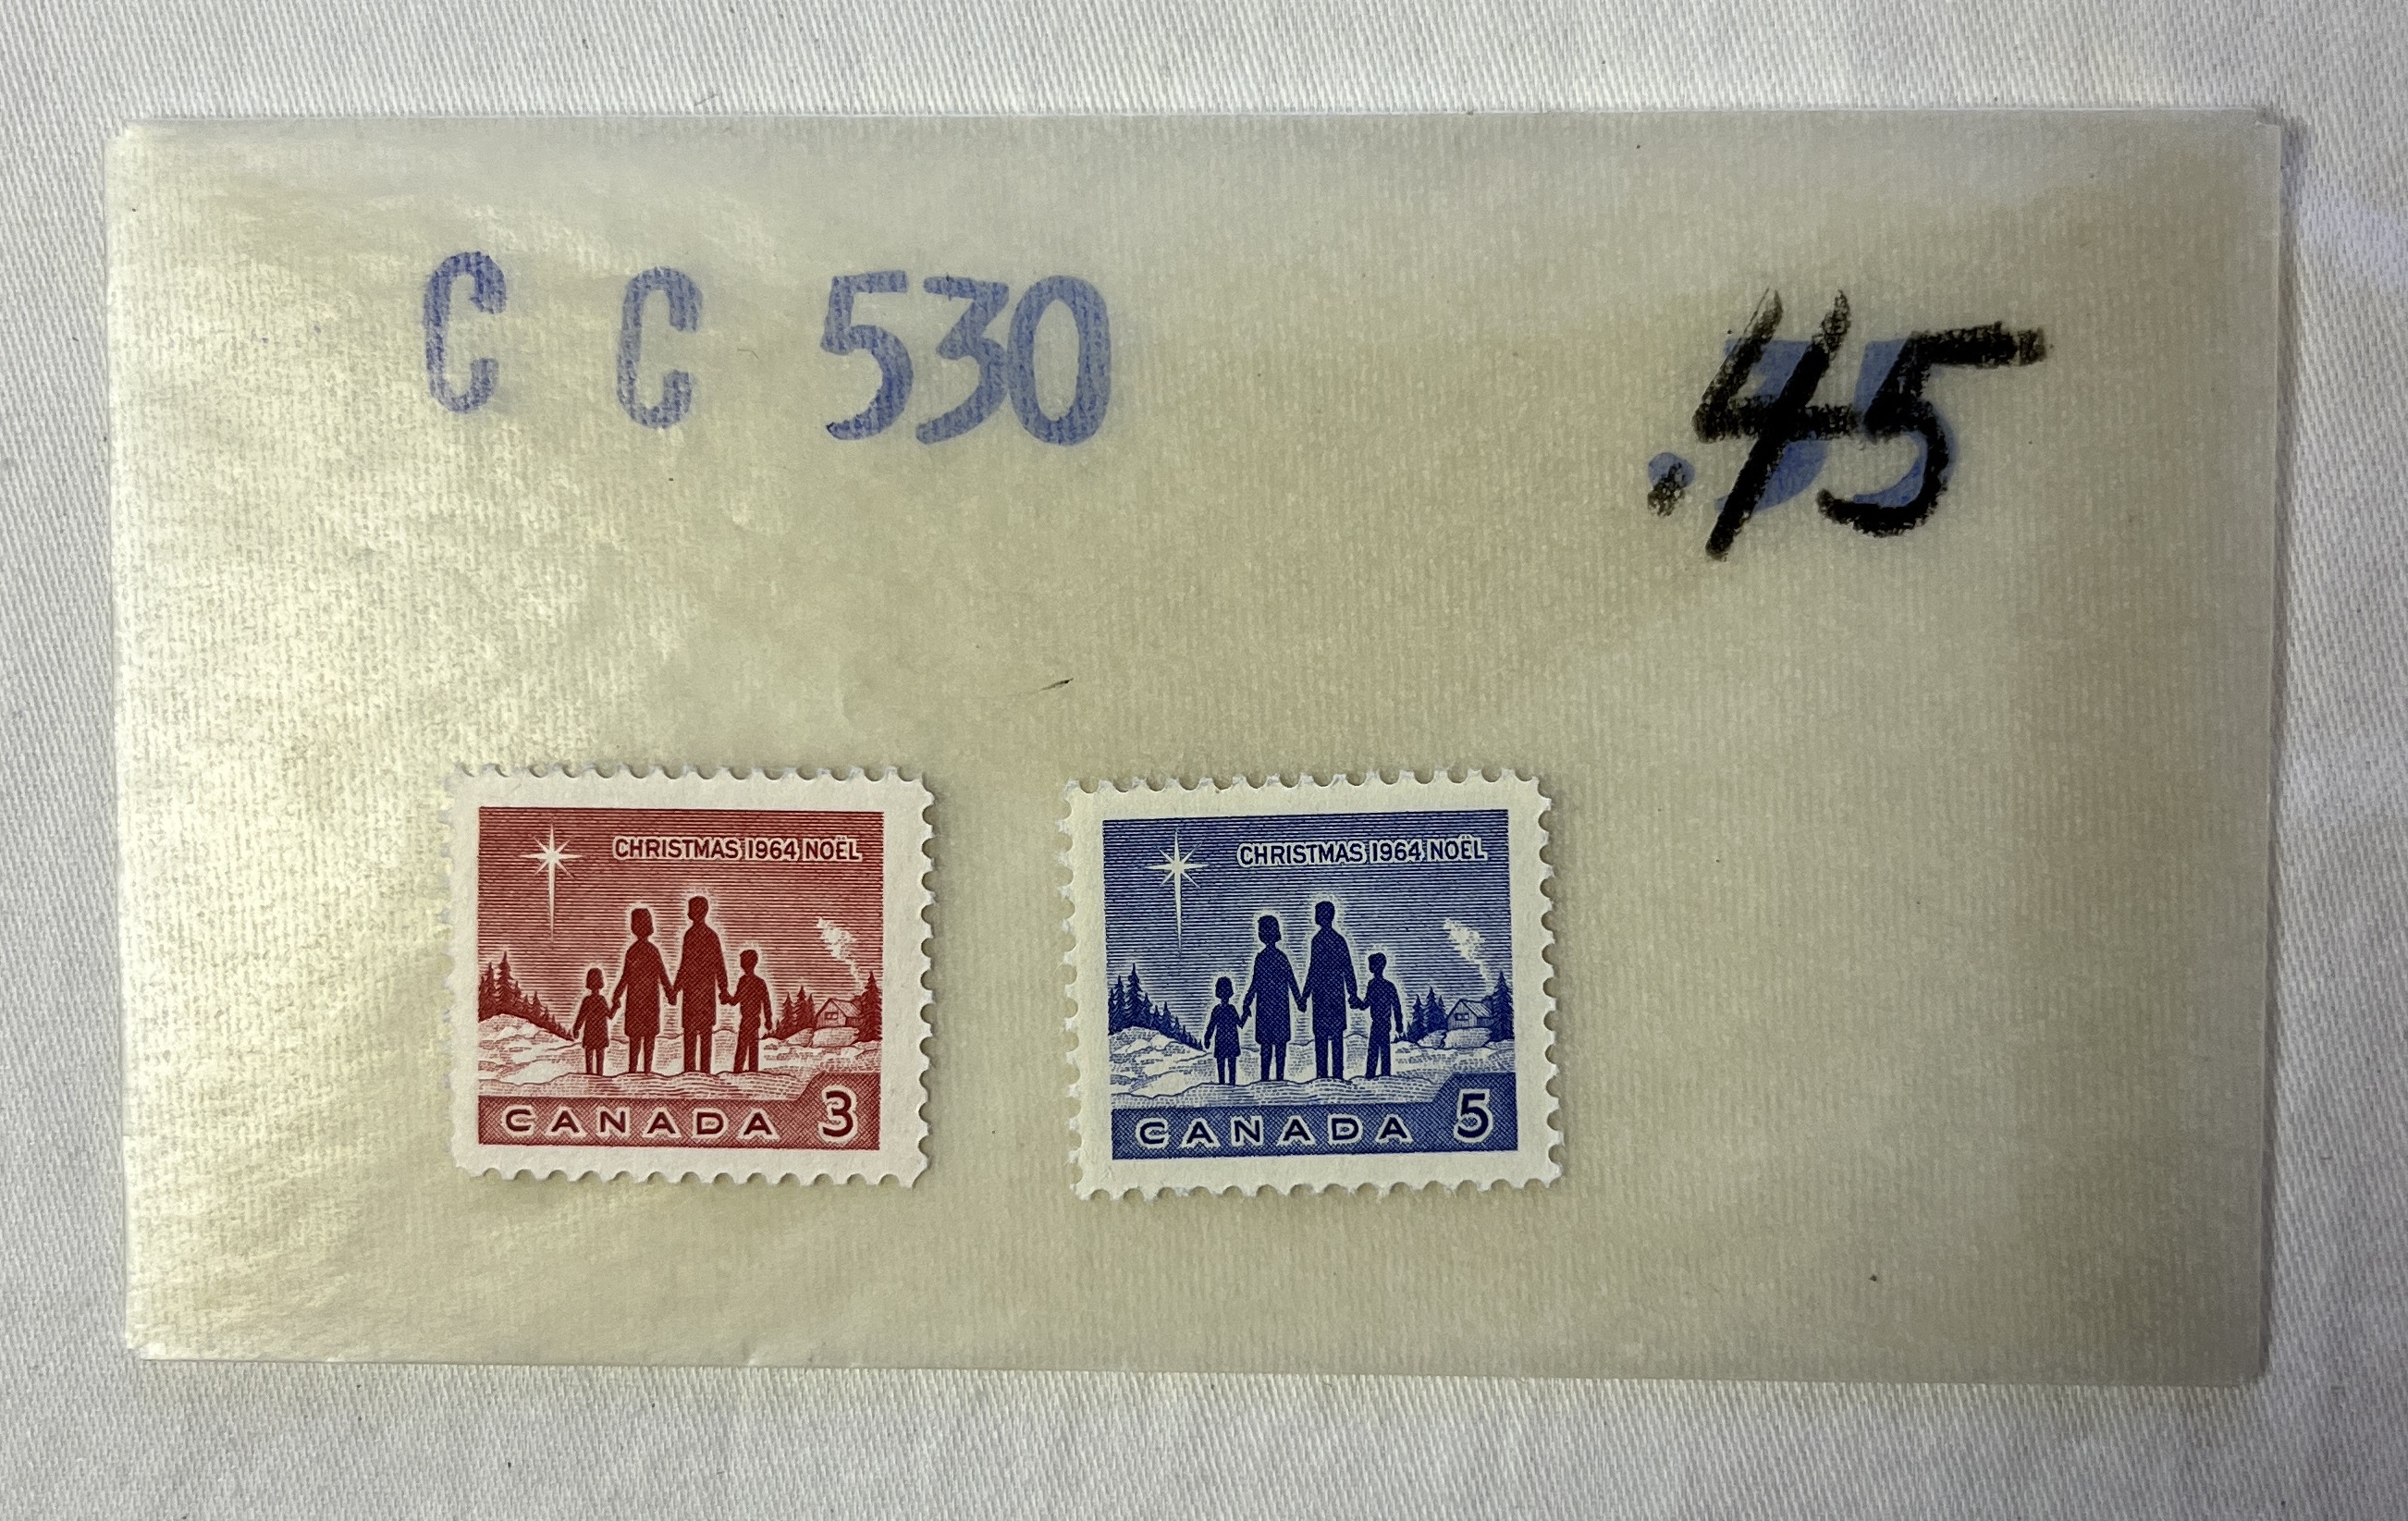 C C 530
.45
CHRISTMAS 1964 NOËL
CANADA 3
CHRISTMAS 1964 NOËL
CANADA 5